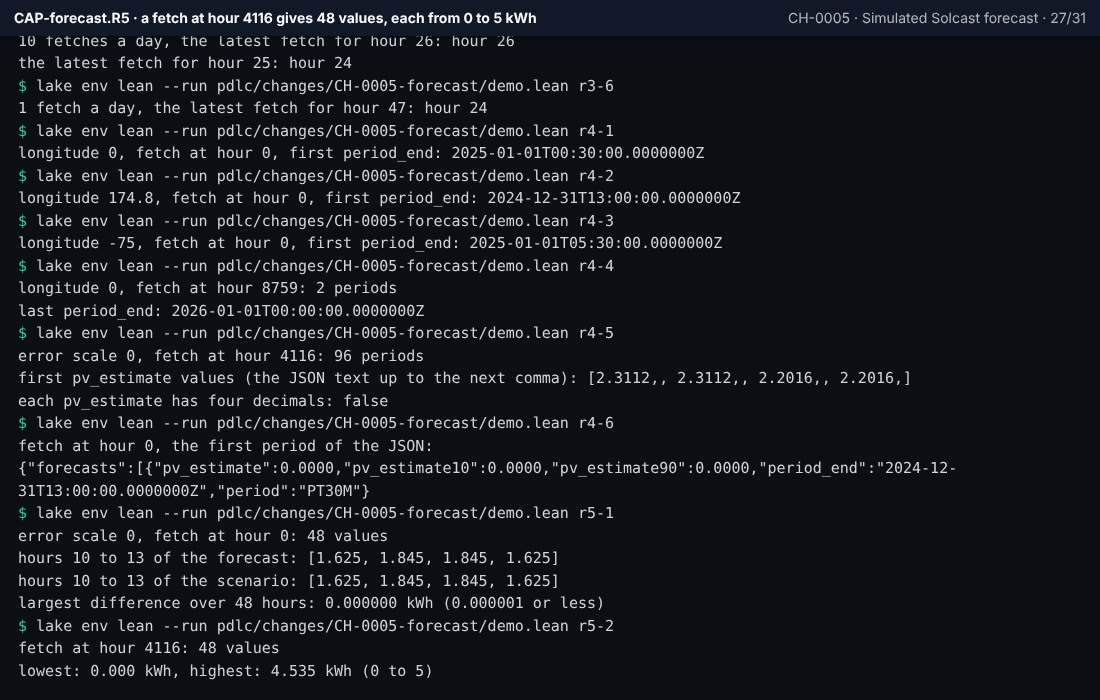 CAP-forecast.R5 · a fetch at hour 4116 gives 48 values, each from 0 to 5 kWh
CH-0005 · Simulated Solcast forecast · 27/31
10 fetches a day, the latest fetch for hour 26: hour 26
the latest fetch for hour 25: hour 24
$ lake env lean --run pdlc/changes/CH-0005-forecast/demo.lean r3-6
1 fetch a day, the latest fetch for hour 47: hour 24
$ lake env lean --run pdlc/changes/CH-0005-forecast/demo.lean r4-1
longitude 0, fetch at hour 0, first period_end: 2025-01-01T00:30:00.0000000Z
$ lake env lean --run pdlc/changes/CH-0005-forecast/demo.lean r4-2
longitude 174.8, fetch at hour 0, first period_end: 2024-12-31T13:00:00.0000000Z
$ lake env lean --run pdlc/changes/CH-0005-forecast/demo.lean r4-3
longitude -75, fetch at hour 0, first period_end: 2025-01-01T05:30:00.0000000Z
$ lake env lean --run pdlc/changes/CH-0005-forecast/demo.lean r4-4
longitude 0, fetch at hour 8759: 2 periods
last period_end: 2026-01-01T00:00:00.0000000Z
$ lake env lean --run pdlc/changes/CH-0005-forecast/demo.lean r4-5
error scale 0, fetch at hour 4116: 96 periods
first pv_estimate values (the JSON text up to the next comma): [2.3112,, 2.3112,, 2.2016,, 2.2016,]
each pv_estimate has four decimals: false
$ lake env lean --run pdlc/changes/CH-0005-forecast/demo.lean r4-6
fetch at hour 0, the first period of the JSON:
{"forecasts":[{"pv_estimate":0.0000,"pv_estimate10":0.0000,"pv_estimate90":0.0000,"period_end":"2024-12-
31T13:00:00.0000000Z","period":"PT30M"}
$ lake env lean --run pdlc/changes/CH-0005-forecast/demo.lean r5-1
error scale 0, fetch at hour 0: 48 values
hours 10 to 13 of the forecast: [1.625, 1.845, 1.845, 1.625]
hours 10 to 13 of the scenario: [1.625, 1.845, 1.845, 1.625]
largest difference over 48 hours: 0.000000 kWh (0.000001 or less)
$ lake env lean --run pdlc/changes/CH-0005-forecast/demo.lean r5-2
fetch at hour 4116: 48 values
lowest: 0.000 kWh, highest: 4.535 kWh (0 to 5)